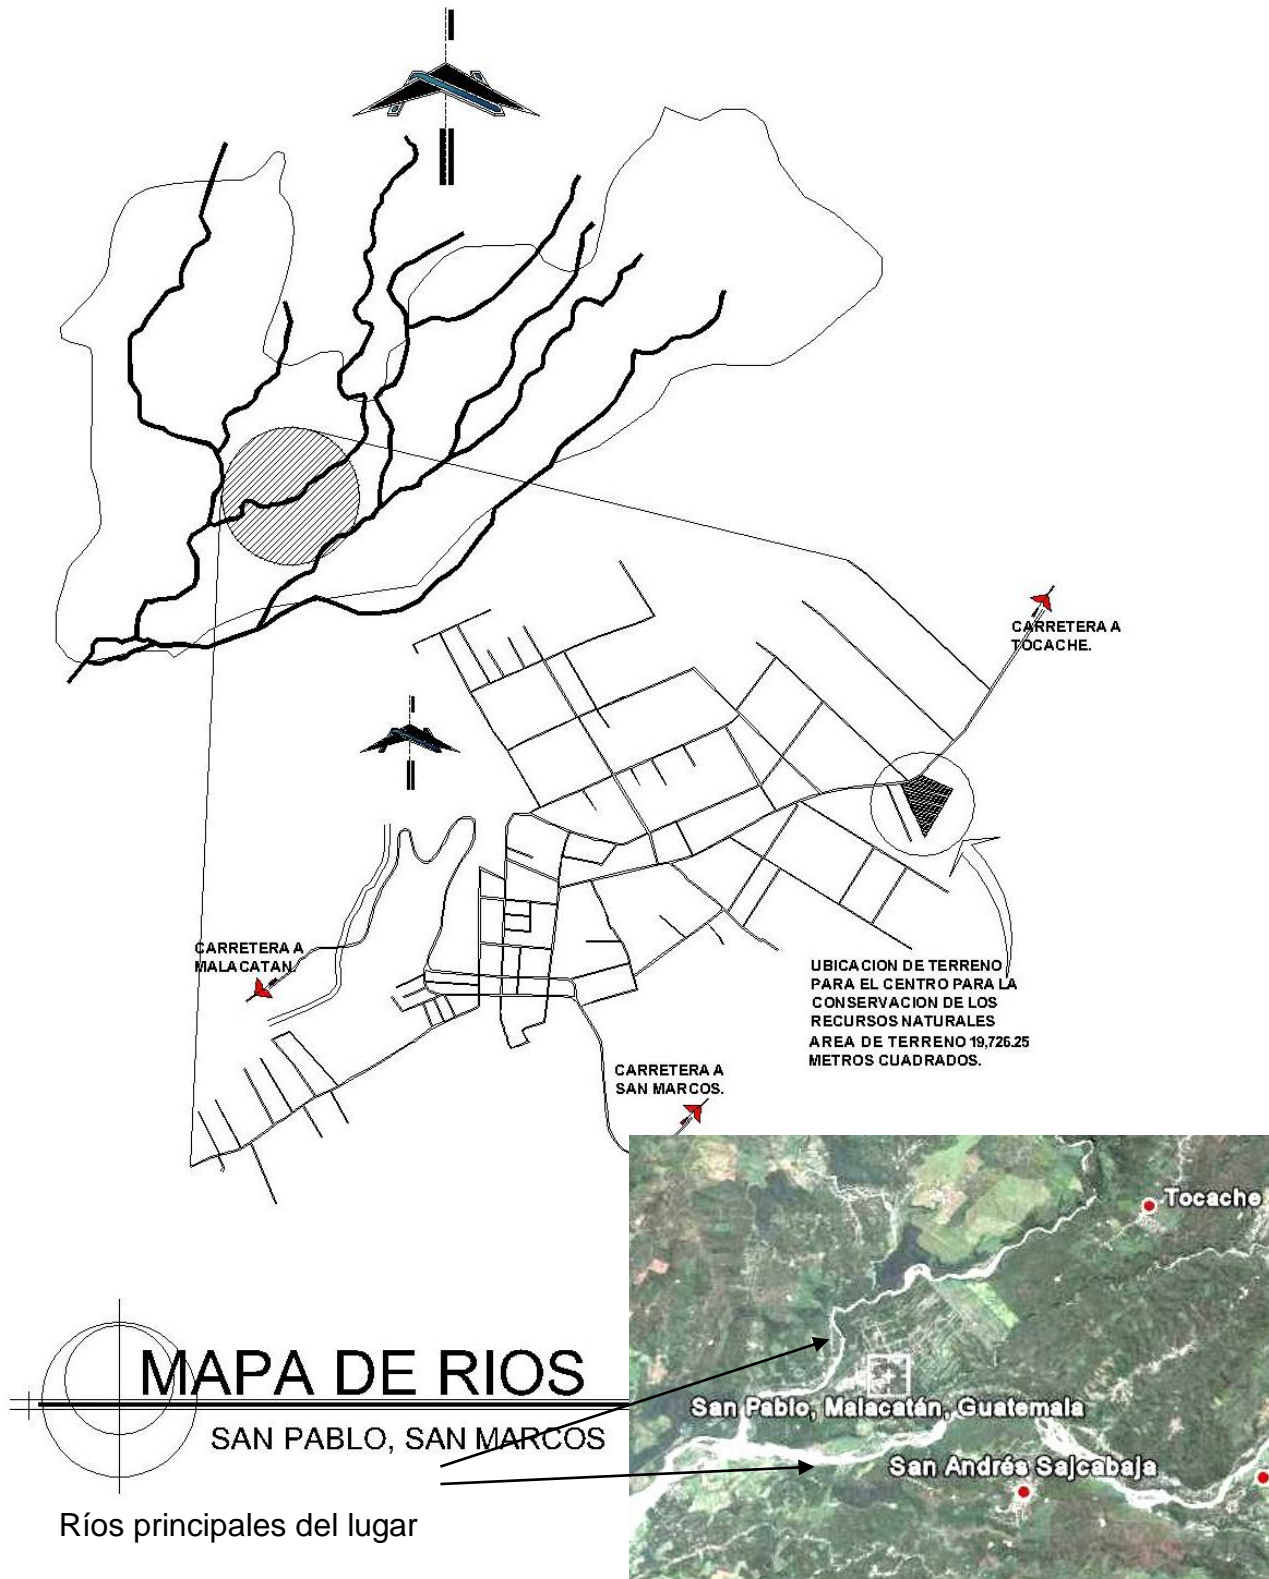 CARRETERA A
TOCACHE.
CARRETERA A
MALACATAN.
UBICACION DE TERRENO
PARA EL CENTRO PARA LA
CONSERVACION DE LOS
RECURSOS NATURALES
AREA DE TERRENO 19,726.25
METROS CUADRADOS.
CARRETERA A
SAN MARCOS.
Tocache
San Pablo, Malacatán, Guatemala
San Andrés Sajcabaja
MAPA DE RIOS
SAN PABLO, SAN MARCOS
Ríos principales del lugar